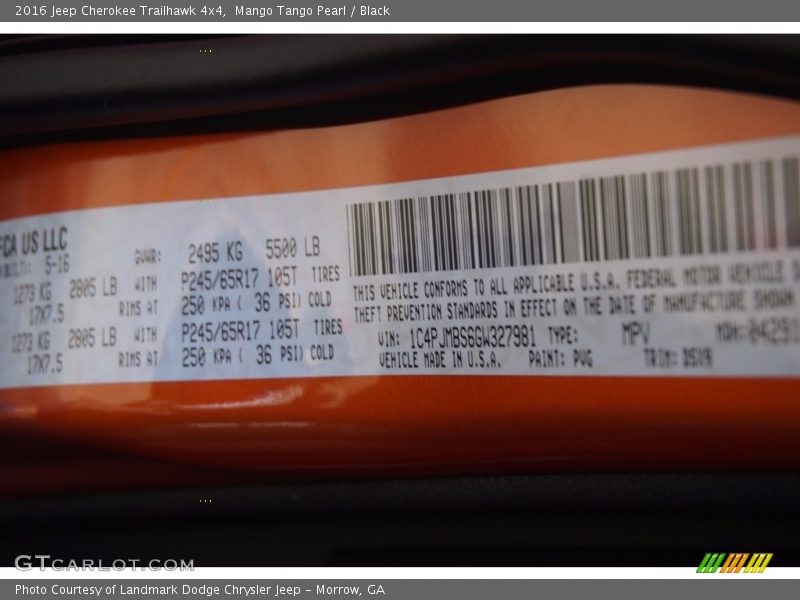 2016 Jeep Cherokee Trailhawk 4x4, Mango Tango Pearl / Black
FCA US LLC
5-16
GVWR: 2495 KG 5500 LB
1273 KG 2805 LB WITH P245/65R17 105T TIRES
17X7.5 RIMS AT 250 KPA ( 36 PSI) COLD
1273 KG 2805 LB WITH P245/65R17 105T TIRES
17X7.5 RIMS AT 250 KPA ( 36 PSI) COLD
THIS VEHICLE CONFORMS TO ALL APPLICABLE U.S.A. FEDERAL MOTOR VEHICLE S
THEFT PREVENTION STANDARDS IN EFFECT ON THE DATE OF MANUFACTURE SHOWN
VIN: 1C4PJMBS6GW327981 TYPE: MPV
VEHICLE MADE IN U.S.A. PAINT: PVG TRIM:
GTCARLOT.COM
Photo Courtesy of Landmark Dodge Chrysler Jeep – Morrow, GA